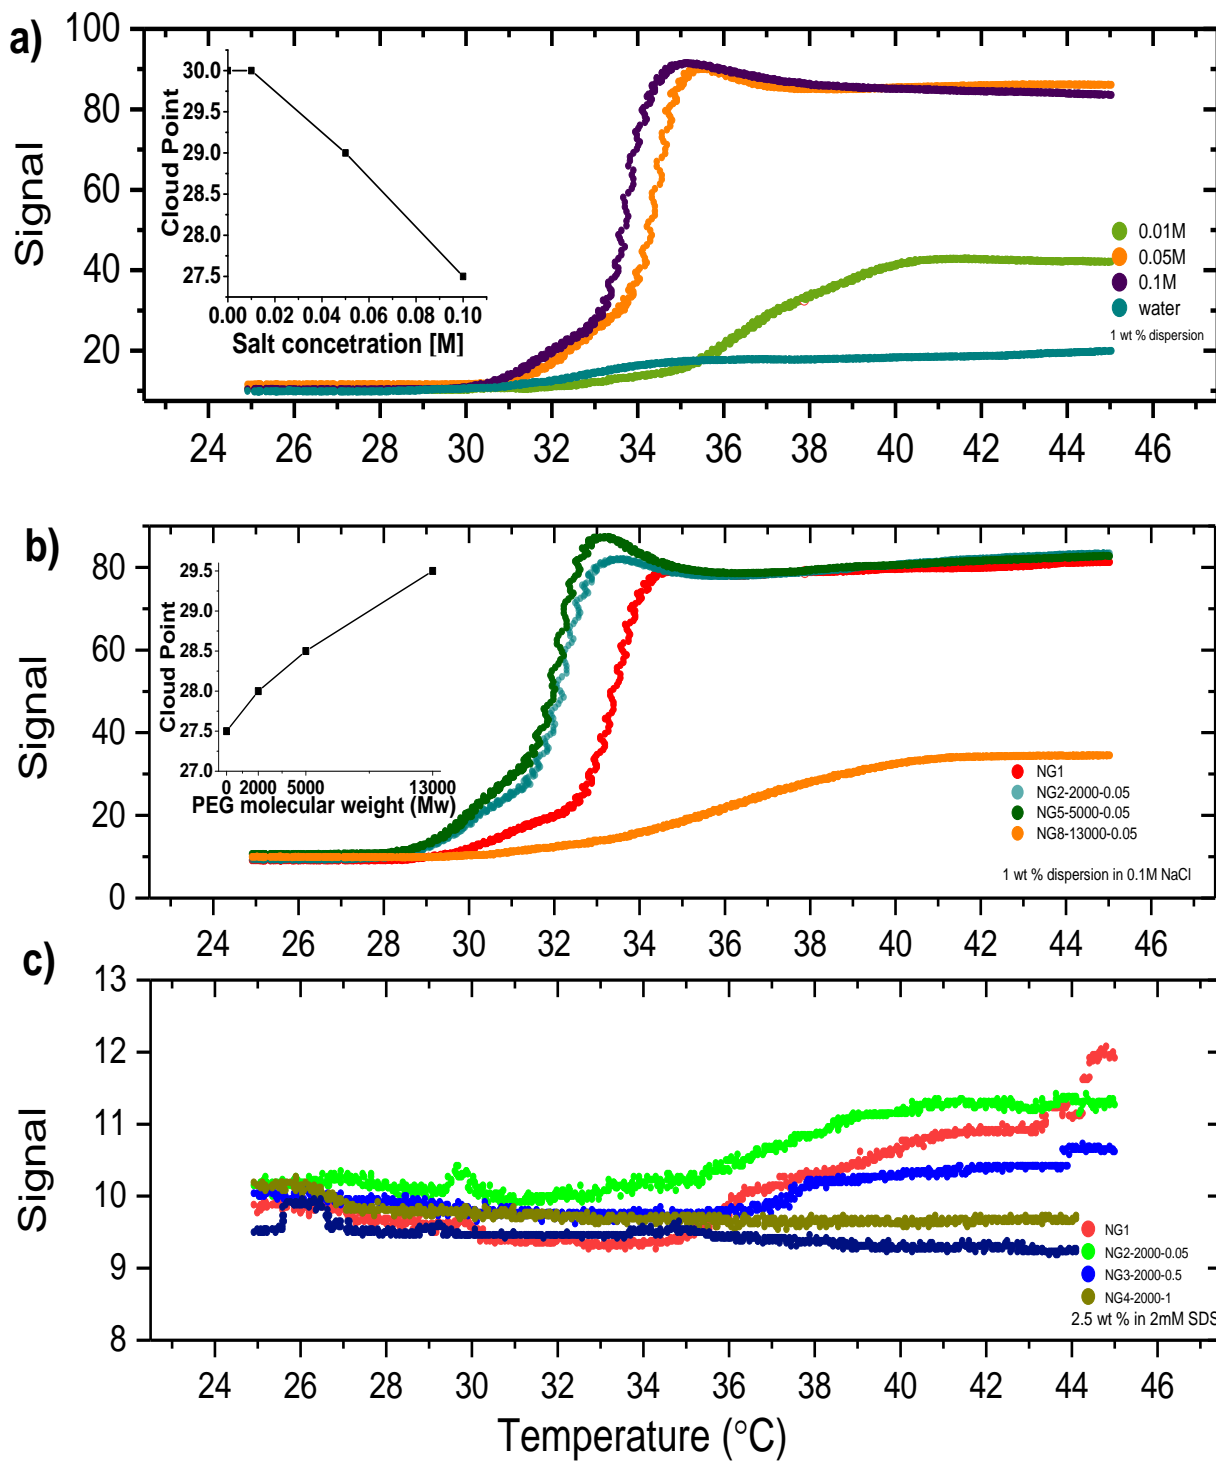 a)
100
80
60
40
20
Signal
30.0
29.5
29.0
28.5
28.0
27.5
Cloud Point
0.00 0.02 0.04 0.06 0.08 0.10
Salt concetration [M]
0.01M
0.05M
0.1M
water
1 wt % dispersion
24 26 28 30 32 34 36 38 40 42 44 46
b)
80
60
40
20
0
Signal
29.5
29.0
28.5
28.0
27.5
27.0
Cloud Point
0 2000 5000 13000
PEG molecular weight (Mw)
NG1
NG2-2000-0.05
NG5-5000-0.05
NG8-13000-0.05
1 wt % dispersion in 0.1M NaCl
24 26 28 30 32 34 36 38 40 42 44 46
c)
13
12
11
10
9
8
Signal
NG1
NG2-2000-0.05
NG3-2000-0.5
NG4-2000-1
2.5 wt % in 2mM SDS
24 26 28 30 32 34 36 38 40 42 44 46
Temperature (°C)